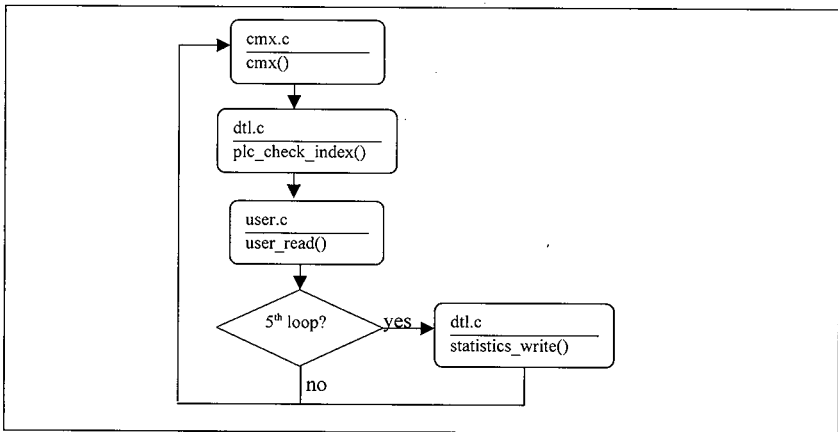 cmx.c
cmx()
dtl.c
plc_check_index()
user.c
user_read()
5th loop?
yes
dtl.c
statistics_write()
no